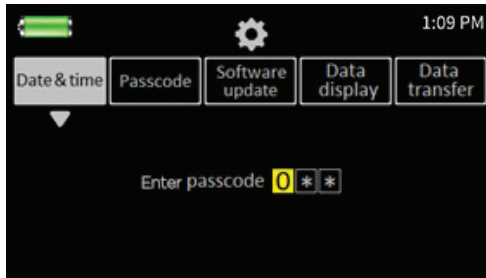 1:09 PM
Date & time
Passcode
Software
update
Data
display
Data
transfer
Enter passcode 0 * *